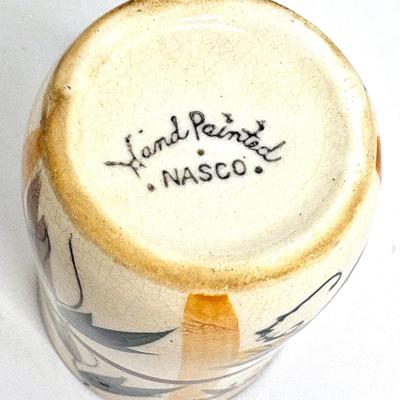 Hand Painted
· NASCO ·